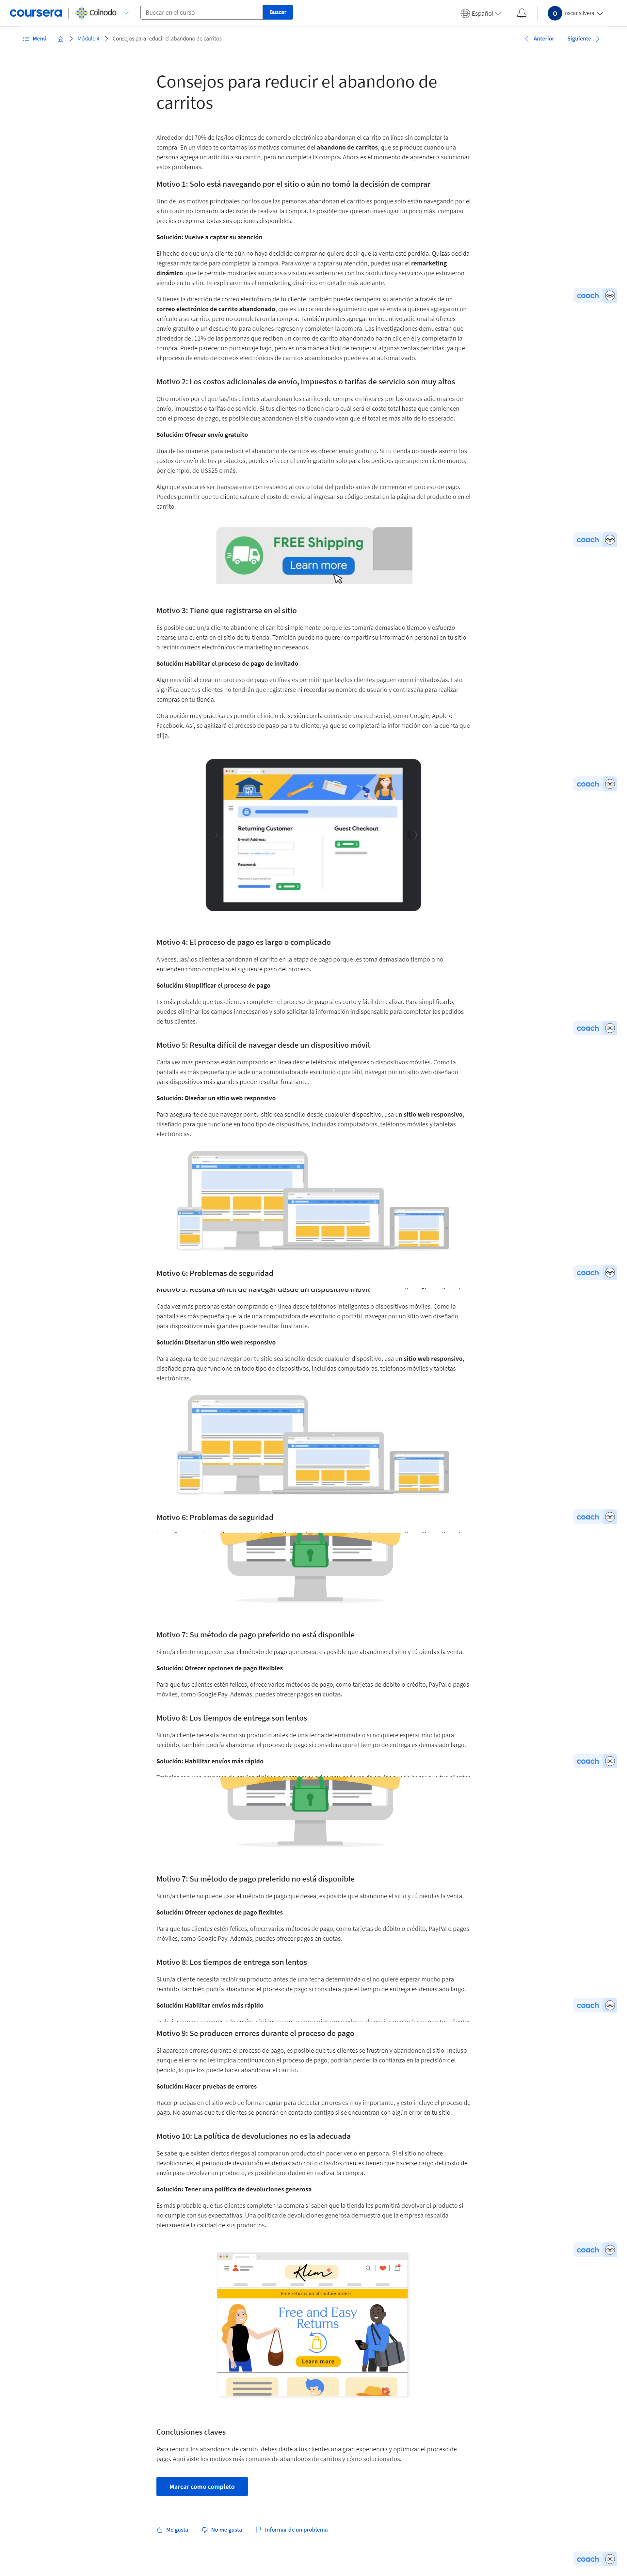 coursera
Colnodo
Buscar en el curso
Buscar
Español
O
oscar silvera
Menú
Módulo 4
Consejos para reducir el abandono de carritos
Anterior
Siguiente
Consejos para reducir el abandono de
carritos
Alrededor del 70% de las/los clientes de comercio electrónico abandonan el carrito en línea sin completar la
compra. En un video te contamos los motivos comunes del abandono de carritos, que se produce cuando una
persona agrega un artículo a su carrito, pero no completa la compra. Ahora es el momento de aprender a solucionar
estos problemas.
Motivo 1: Solo está navegando por el sitio o aún no tomó la decisión de comprar
Uno de los motivos principales por los que las personas abandonan el carrito es porque solo están navegando por el
sitio o aún no tomaron la decisión de realizar la compra. Es posible que quieran investigar un poco más, comparar
precios o explorar todas sus opciones disponibles.
Solución: Vuelve a captar su atención
El hecho de que un/a cliente aún no haya decidido comprar no quiere decir que la venta esté perdida. Quizás decida
regresar más tarde para completar la compra. Para volver a captar su atención, puedes usar el remarketing
dinámico, que te permite mostrarles anuncios a visitantes anteriores con los productos y servicios que estuvieron
viendo en tu sitio. Te explicaremos el remarketing dinámico en detalle más adelante.
coach
Si tienes la dirección de correo electrónico de tu cliente, también puedes recuperar su atención a través de un
correo electrónico de carrito abandonado, que es un correo de seguimiento que se envía a quienes agregaron un
artículo a su carrito, pero no completaron la compra. También puedes agregar un incentivo adicional si ofreces
envío gratuito o un descuento para quienes regresen y completen la compra. Las investigaciones demuestran que
alrededor del 11% de las personas que reciben un correo de carrito abandonado harán clic en él y completarán la
compra. Puede parecer un porcentaje bajo, pero es una manera fácil de recuperar algunas ventas perdidas, ya que
el proceso de envío de correos electrónicos de carritos abandonados puede estar automatizado.
Motivo 2: Los costos adicionales de envío, impuestos o tarifas de servicio son muy altos
Otro motivo por el que las/los clientes abandonan los carritos de compra en línea es por los costos adicionales de
envío, impuestos o tarifas de servicio. Si tus clientes no tienen claro cuál será el costo total hasta que comiencen
con el proceso de pago, es posible que abandonen el sitio cuando vean que el total es más alto de lo esperado.
Solución: Ofrecer envío gratuito
Una de las maneras para reducir el abandono de carritos es ofrecer envío gratuito. Si tu tienda no puede asumir los
costos de envío de tus productos, puedes ofrecer el envío gratuito solo para los pedidos que superen cierto monto,
por ejemplo, de US$25 o más.
Algo que ayuda es ser transparente con respecto al costo total del pedido antes de comenzar el proceso de pago.
Puedes permitir que tu cliente calcule el costo de envío al ingresar su código postal en la página del producto o en el
carrito.
FREE Shipping
Learn more
coach
Motivo 3: Tiene que registrarse en el sitio
Es posible que un/a cliente abandone el carrito simplemente porque les tomaría demasiado tiempo y esfuerzo
crearse una cuenta en el sitio de tu tienda. También puede no querer compartir su información personal en tu sitio
o recibir correos electrónicos de marketing no deseados.
Solución: Habilitar el proceso de pago de invitado
Algo muy útil al crear un proceso de pago en línea es permitir que las/los clientes paguen como invitados/as. Esto
significa que tus clientes no tendrán que registrarse ni recordar su nombre de usuario y contraseña para realizar
compras en tu tienda.
Otra opción muy práctica es permitir el inicio de sesión con la cuenta de una red social, como Google, Apple o
Facebook. Así, se agilizará el proceso de pago para tu cliente, ya que se completará la información con la cuenta que
elija.
coach
Returning Customer
Guest Checkout
E-mail Address:
Password:
Motivo 4: El proceso de pago es largo o complicado
A veces, las/los clientes abandonan el carrito en la etapa de pago porque les toma demasiado tiempo o no
entienden cómo completar el siguiente paso del proceso.
Solución: Simplificar el proceso de pago
Es más probable que tus clientes completen el proceso de pago si es corto y fácil de realizar. Para simplificarlo,
puedes eliminar los campos innecesarios y solo solicitar la información indispensable para completar los pedidos
de tus clientes.
coach
Motivo 5: Resulta difícil de navegar desde un dispositivo móvil
Cada vez más personas están comprando en línea desde teléfonos inteligentes o dispositivos móviles. Como la
pantalla es más pequeña que la de una computadora de escritorio o portátil, navegar por un sitio web diseñado
para dispositivos más grandes puede resultar frustrante.
Solución: Diseñar un sitio web responsivo
Para asegurarte de que navegar por tu sitio sea sencillo desde cualquier dispositivo, usa un sitio web responsivo,
diseñado para que funcione en todo tipo de dispositivos, incluidas computadoras, teléfonos móviles y tabletas
electrónicas.
Motivo 6: Problemas de seguridad
coach
Motivo 5: Resulta difícil de navegar desde un dispositivo móvil
Cada vez más personas están comprando en línea desde teléfonos inteligentes o dispositivos móviles. Como la
pantalla es más pequeña que la de una computadora de escritorio o portátil, navegar por un sitio web diseñado
para dispositivos más grandes puede resultar frustrante.
Solución: Diseñar un sitio web responsivo
Para asegurarte de que navegar por tu sitio sea sencillo desde cualquier dispositivo, usa un sitio web responsivo,
diseñado para que funcione en todo tipo de dispositivos, incluidas computadoras, teléfonos móviles y tabletas
electrónicas.
Motivo 6: Problemas de seguridad
coach
Motivo 7: Su método de pago preferido no está disponible
Si un/a cliente no puede usar el método de pago que desea, es posible que abandone el sitio y tú pierdas la venta.
Solución: Ofrecer opciones de pago flexibles
Para que tus clientes estén felices, ofrece varios métodos de pago, como tarjetas de débito o crédito, PayPal o pagos
móviles, como Google Pay. Además, puedes ofrecer pagos en cuotas.
Motivo 8: Los tiempos de entrega son lentos
Si un/a cliente necesita recibir su producto antes de una fecha determinada o si no quiere esperar mucho para
recibirlo, también podría abandonar el proceso de pago si considera que el tiempo de entrega es demasiado largo.
Solución: Habilitar envíos más rápido
coach
Motivo 7: Su método de pago preferido no está disponible
Si un/a cliente no puede usar el método de pago que desea, es posible que abandone el sitio y tú pierdas la venta.
Solución: Ofrecer opciones de pago flexibles
Para que tus clientes estén felices, ofrece varios métodos de pago, como tarjetas de débito o crédito, PayPal o pagos
móviles, como Google Pay. Además, puedes ofrecer pagos en cuotas.
Motivo 8: Los tiempos de entrega son lentos
Si un/a cliente necesita recibir su producto antes de una fecha determinada o si no quiere esperar mucho para
recibirlo, también podría abandonar el proceso de pago si considera que el tiempo de entrega es demasiado largo.
Solución: Habilitar envíos más rápido
coach
Motivo 9: Se producen errores durante el proceso de pago
Si aparecen errores durante el proceso de pago, es posible que tus clientes se frustren y abandonen el sitio. Incluso
aunque el error no les impida continuar con el proceso de pago, podrían perder la confianza en la precisión del
pedido, lo que los puede hacer abandonar el carrito.
Solución: Hacer pruebas de errores
Hacer pruebas en el sitio web de forma regular para detectar errores es muy importante, y esto incluye el proceso de
pago. No asumas que tus clientes se pondrán en contacto contigo si se encuentran con algún error en tu sitio.
Motivo 10: La política de devoluciones no es la adecuada
Se sabe que existen ciertos riesgos al comprar un producto sin poder verlo en persona. Si el sitio no ofrece
devoluciones, el período de devolución es demasiado corto o las/los clientes tienen que hacerse cargo del costo de
envío para devolver un producto, es posible que duden en realizar la compra.
Solución: Tener una política de devoluciones generosa
Es más probable que tus clientes completen la compra si saben que la tienda les permitirá devolver el producto si
no cumple con sus expectativas. Una política de devoluciones generosa demuestra que la empresa respalda
plenamente la calidad de sus productos.
coach
Klim
Free returns on all online orders
Free and Easy
Returns
Learn more
Conclusiones claves
Para reducir los abandonos de carrito, debes darle a tus clientes una gran experiencia y optimizar el proceso de
pago. Aquí viste los motivos más comunes de abandonos de carritos y cómo solucionarlos.
Marcar como completo
Me gusta
No me gusta
Informar de un problema
coach